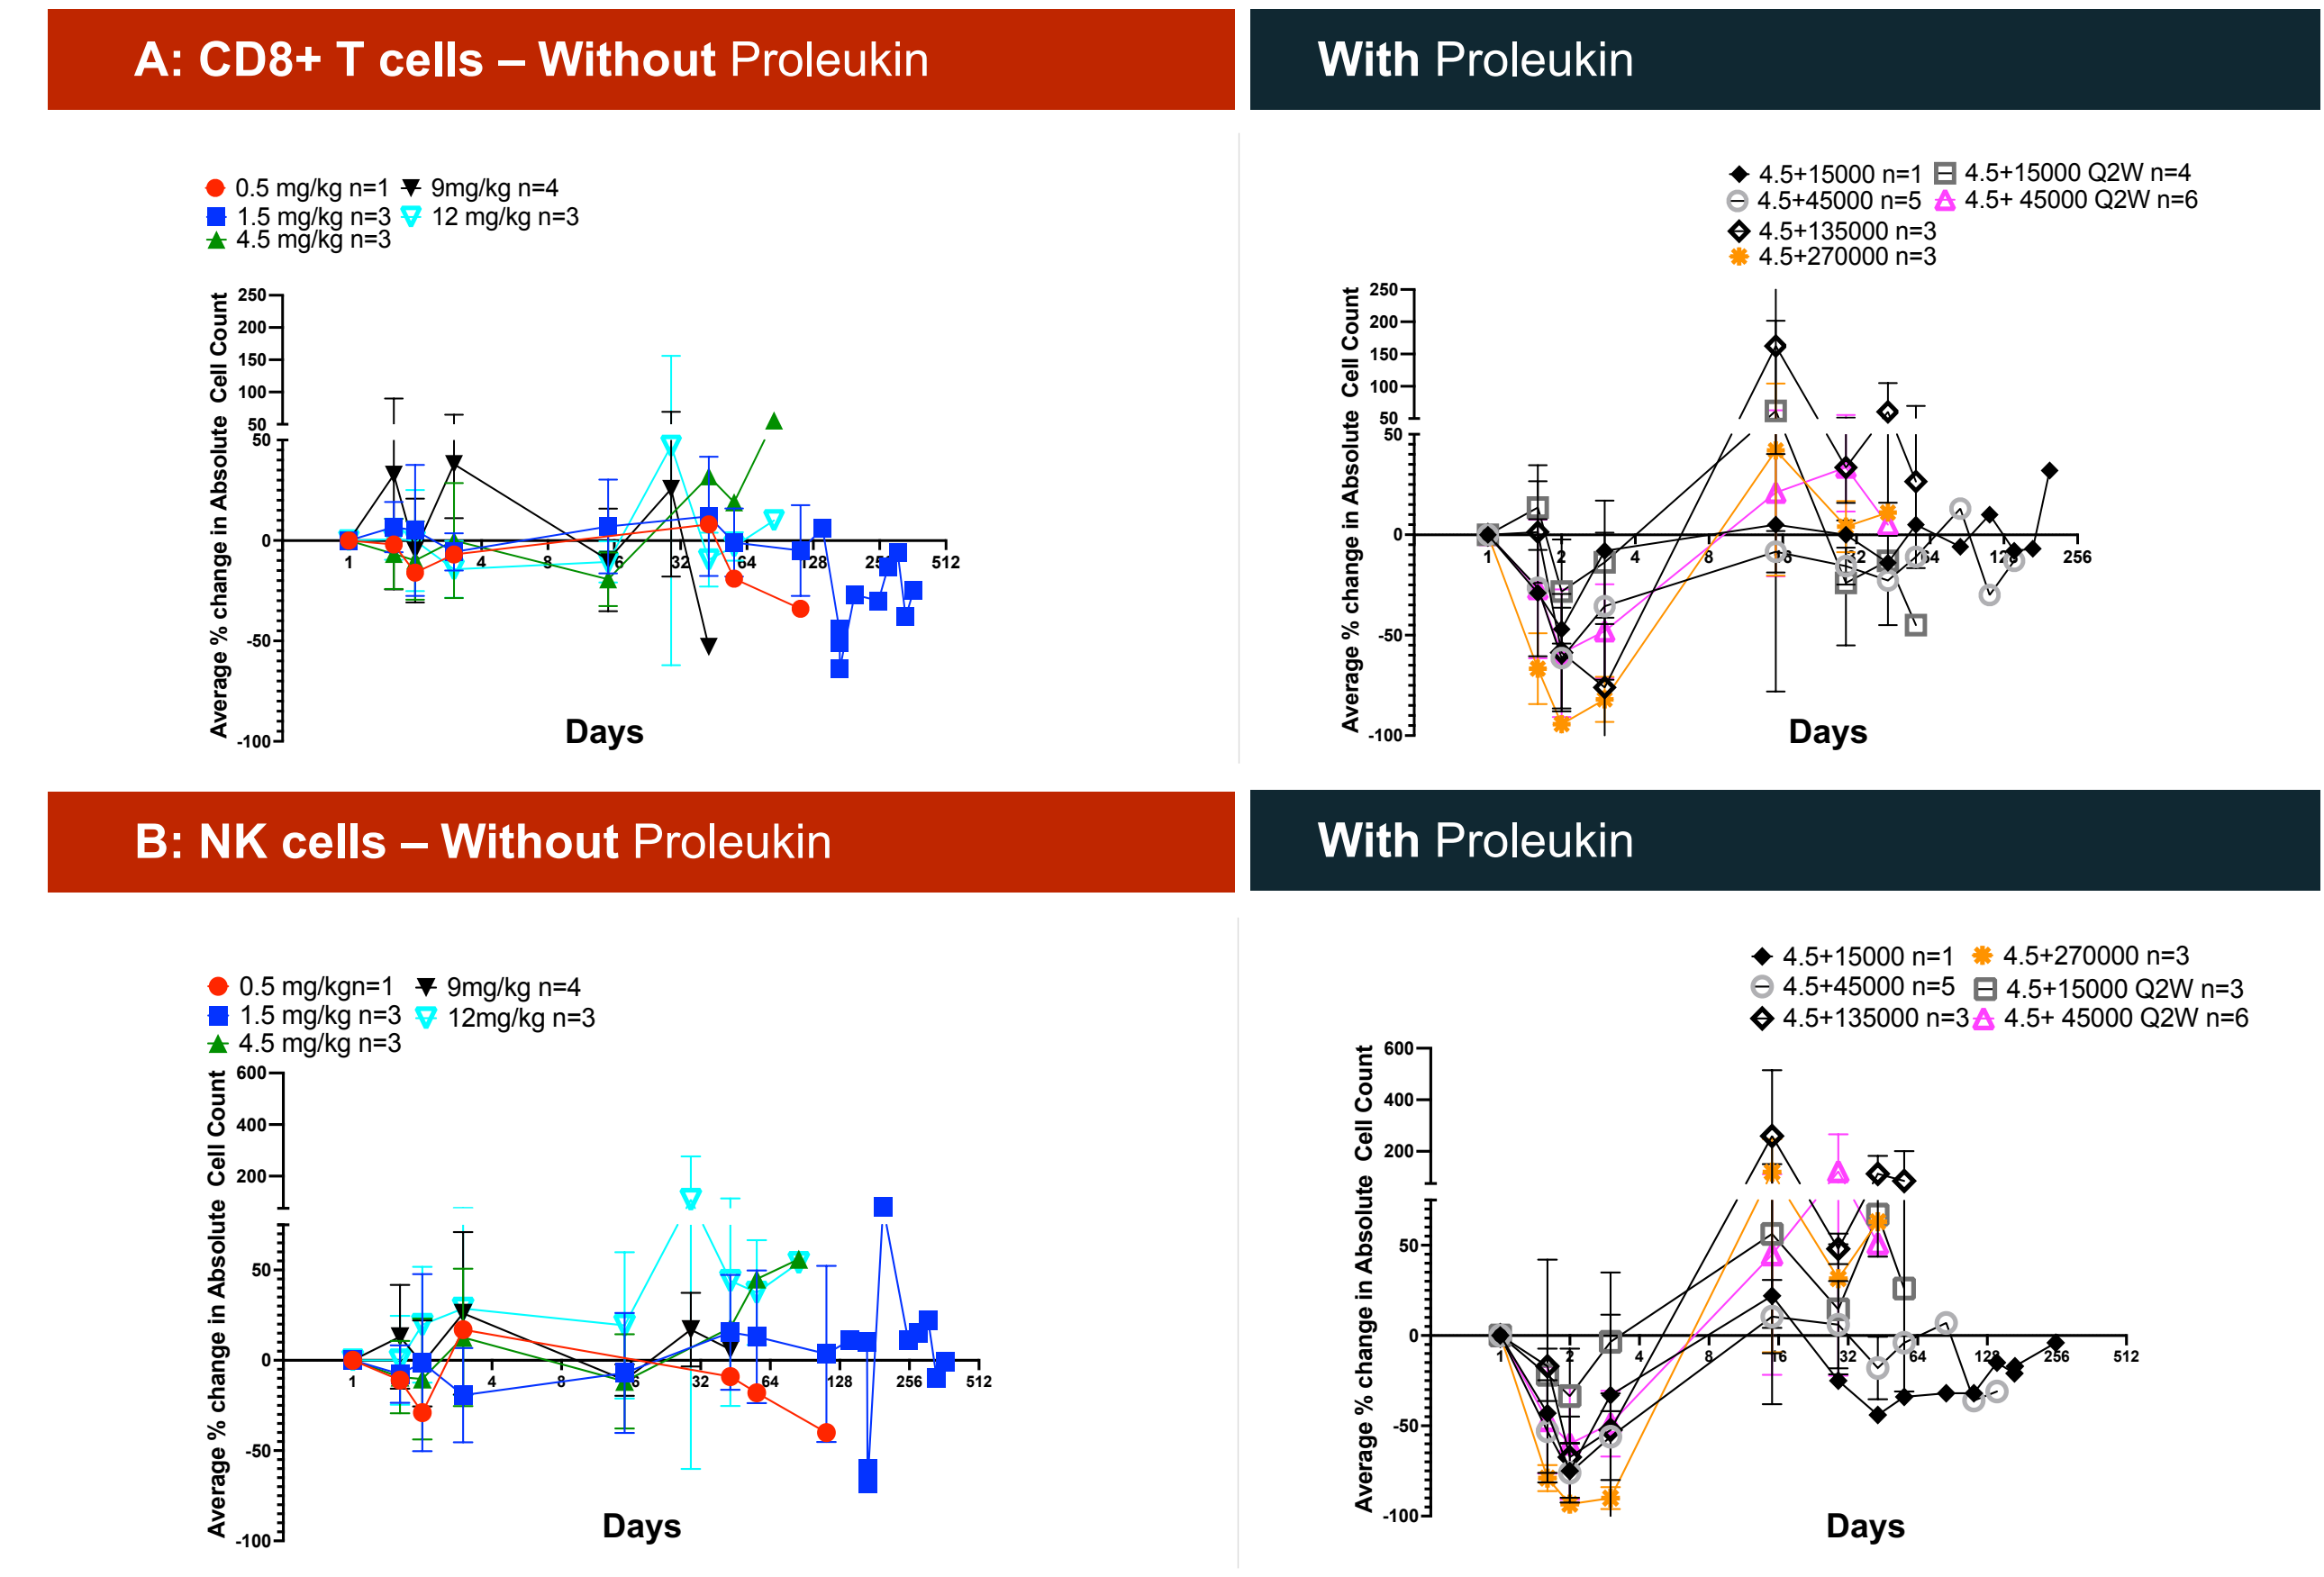 A: CD8+ T cells – Without Proleukin
With Proleukin
0.5 mg/kg n=1
9mg/kg n=4
1.5 mg/kg n=3
12 mg/kg n=3
4.5 mg/kg n=3
Average % change in Absolute Cell Count
250
200
150
100
50
50
0
-50
-100
1
4
8
32
64
128
512
Days
4.5+15000 n=1
4.5+15000 Q2W n=4
4.5+45000 n=5
4.5+ 45000 Q2W n=6
4.5+135000 n=3
4.5+270000 n=3
Average % change in Absolute Cell Count
250
200
150
100
50
50
0
-50
-100
1
2
4
8
256
Days
B: NK cells – Without Proleukin
With Proleukin
0.5 mg/kgn=1
9mg/kg n=4
1.5 mg/kg n=3
12mg/kg n=3
4.5 mg/kg n=3
Average % change in Absolute Cell Count
600
400
200
50
0
-50
-100
1
4
8
32
64
128
256
512
Days
4.5+15000 n=1
4.5+270000 n=3
4.5+45000 n=5
4.5+15000 Q2W n=3
4.5+135000 n=3
4.5+ 45000 Q2W n=6
Average % change in Absolute Cell Count
600
400
200
50
0
-50
-100
1
2
4
8
16
32
64
128
256
512
Days